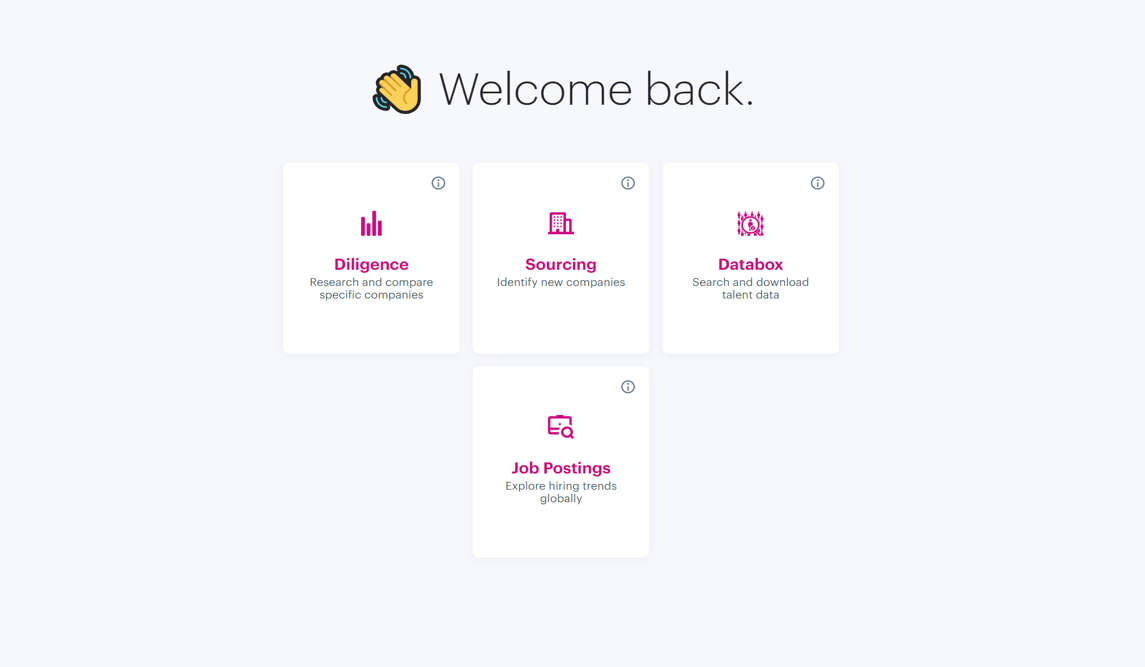 Welcome back.
Diligence
Research and compare
specific companies
Sourcing
Identify new companies
Databox
Search and download
talent data
Job Postings
Explore hiring trends
globally